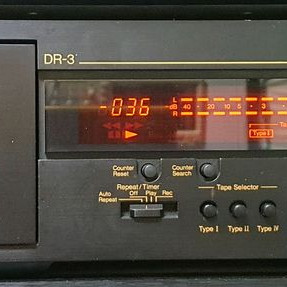 DR-3
-036
L dB 40 - 20 10 5 - 3
R
Type I
Ta
Counter Reset
Counter Search
Repeat/Timer
Auto Repeat Off Play Rec
Tape Selector
Type I Type II Type IV